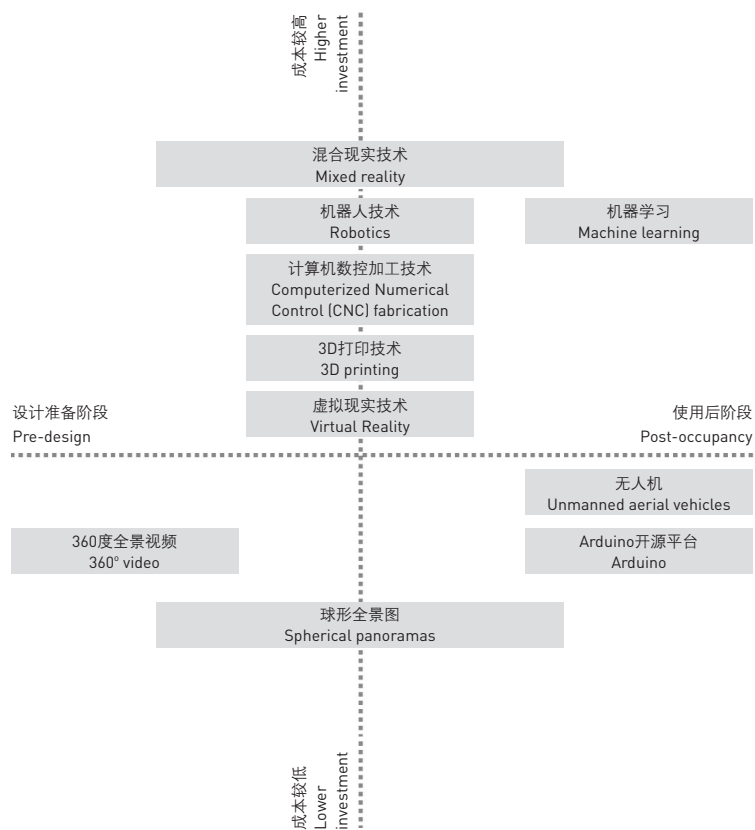 成本较高
Higher
investment
混合现实技术
Mixed reality
机器人技术
Robotics
机器学习
Machine learning
计算机数控加工技术
Computerized Numerical
Control (CNC) fabrication
3D打印技术
3D printing
设计准备阶段
Pre-design
虚拟现实技术
Virtual Reality
使用后阶段
Post-occupancy
无人机
Unmanned aerial vehicles
360度全景视频
360° video
Arduino开源平台
Arduino
球形全景图
Spherical panoramas
成本较低
Lower
investment